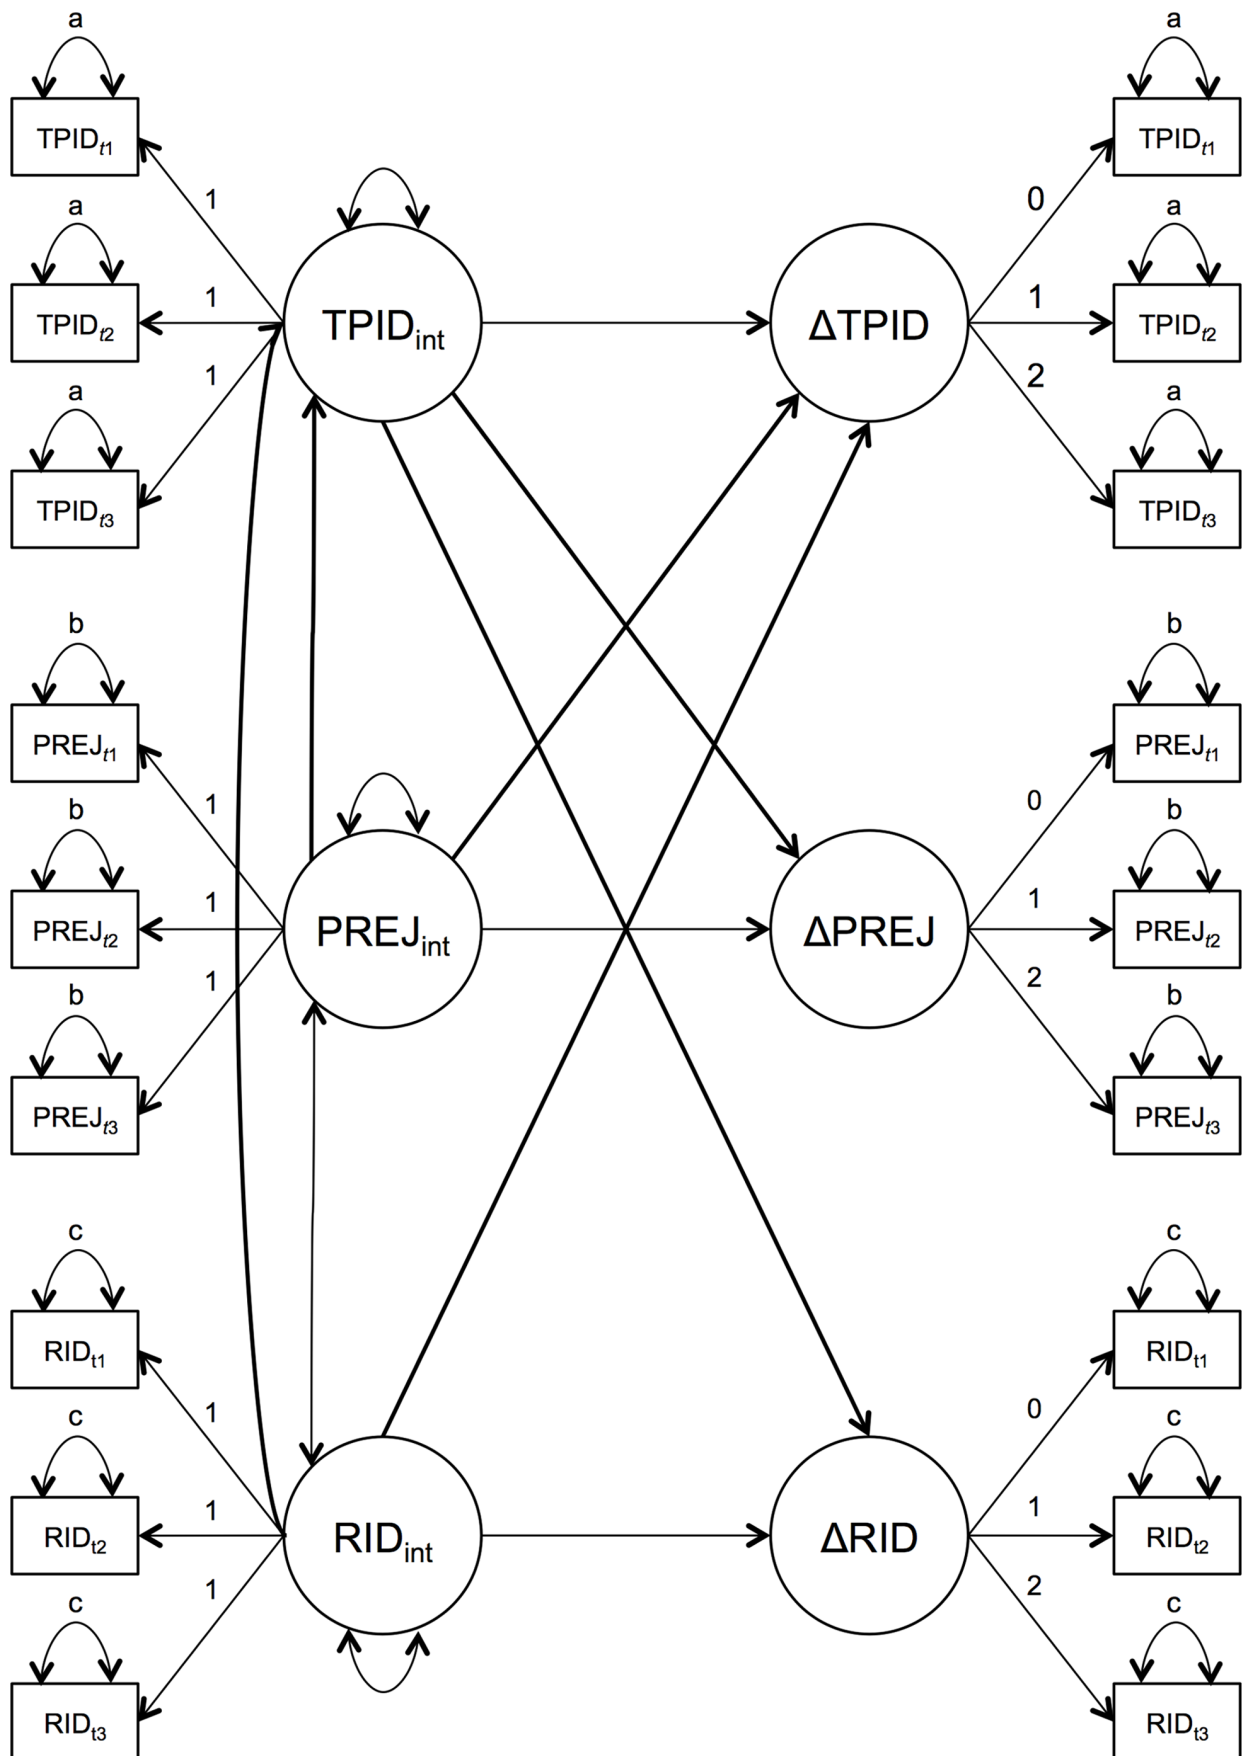 a
TPIDt1
a
TPIDt2
a
TPIDt3
1
1
1
TPIDint
ΔTPID
0
1
2
a
TPIDt1
a
TPIDt2
a
TPIDt3
b
PREJt1
b
PREJt2
b
PREJt3
1
1
1
PREJint
ΔPREJ
0
1
2
b
PREJt1
b
PREJt2
b
PREJt3
c
RIDt1
c
RIDt2
c
RIDt3
1
1
1
RIDint
ΔRID
0
1
2
c
RIDt1
c
RIDt2
c
RIDt3